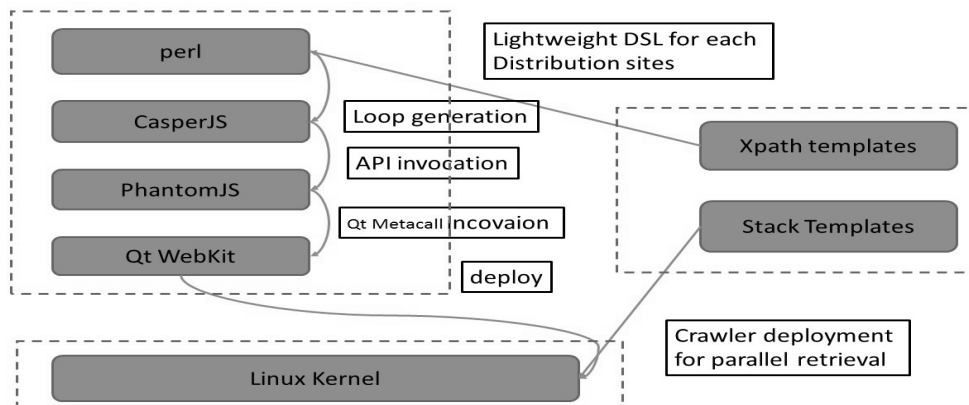 perl
Lightweight DSL for each
Distribution sites
CasperJS
Loop generation
Xpath templates
API invocation
PhantomJS
Qt Metacall incovaion
Stack Templates
Qt WebKit
deploy
Crawler deployment
for parallel retrieval
Linux Kernel